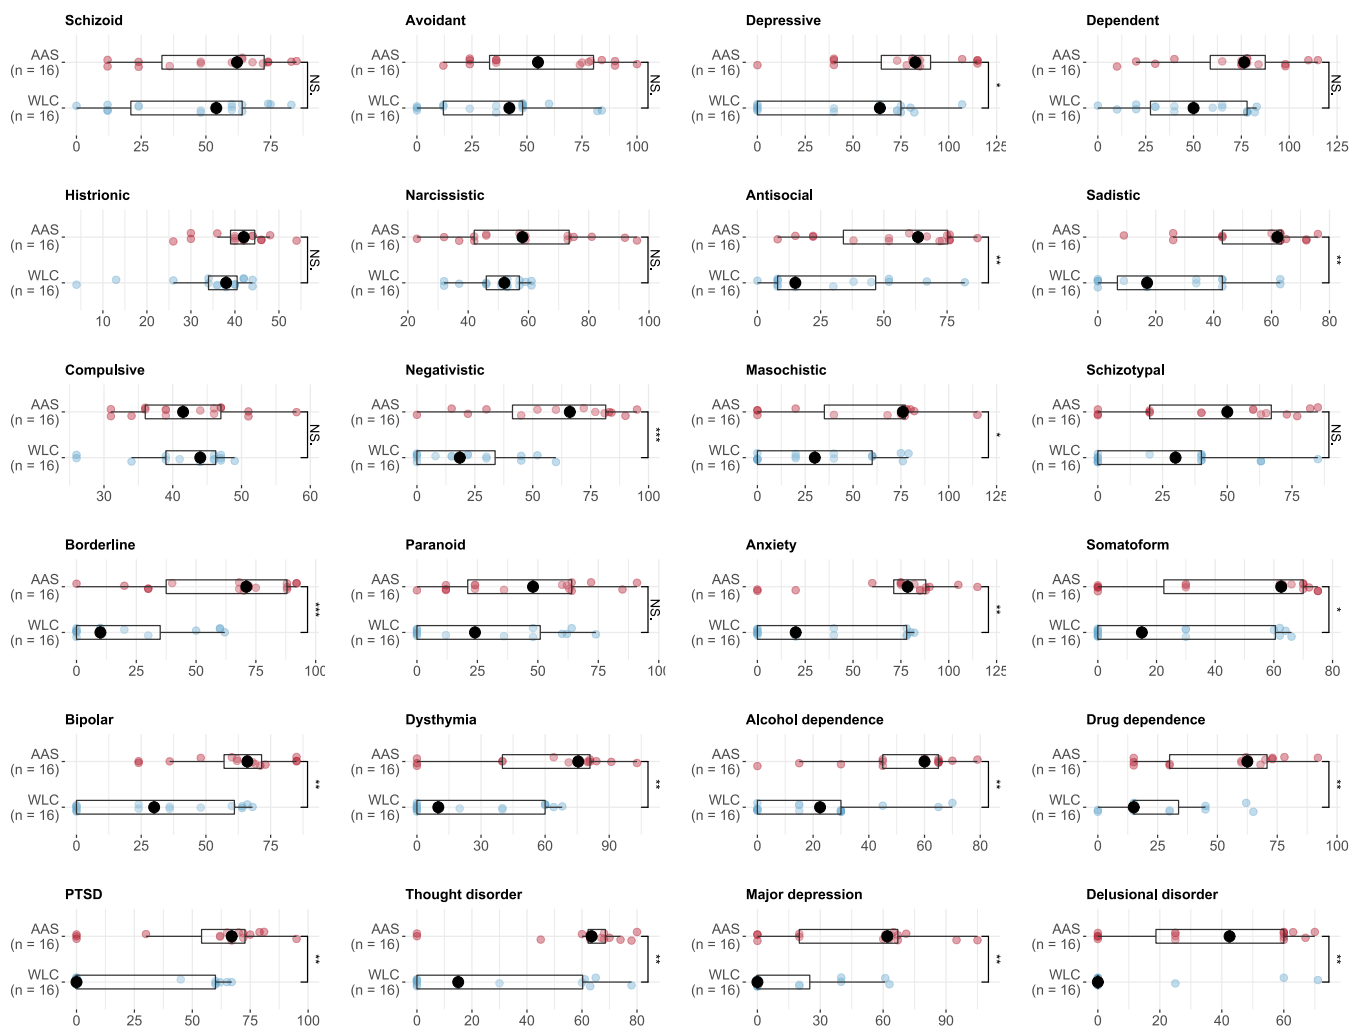 Schizoid Avoidant Depressive Dependent
AAS (n = 16) NS. AAS (n = 16) NS. AAS (n = 16) * AAS (n = 16) NS.
WLC (n = 16) WLC (n = 16) WLC (n = 16) WLC (n = 16)
0 25 50 75 0 25 50 75 100 0 25 50 75 100 125 0 25 50 75 100 125
Histrionic Narcissistic Antisocial Sadistic
AAS (n = 16) NS. AAS (n = 16) NS. AAS (n = 16) ** AAS (n = 16) **
WLC (n = 16) WLC (n = 16) WLC (n = 16) WLC (n = 16)
10 20 30 40 50 20 40 60 80 100 0 25 50 75 0 20 40 60 80
Compulsive Negativistic Masochistic Schizotypal
AAS (n = 16) NS. AAS (n = 16) *** AAS (n = 16) * AAS (n = 16) NS.
WLC (n = 16) WLC (n = 16) WLC (n = 16) WLC (n = 16)
30 40 50 60 0 25 50 75 100 0 25 50 75 100 125 0 25 50 75
Borderline Paranoid Anxiety Somatoform
AAS (n = 16) *** AAS (n = 16) NS. AAS (n = 16) ** AAS (n = 16) *
WLC (n = 16) WLC (n = 16) WLC (n = 16) WLC (n = 16)
0 25 50 75 100 0 25 50 75 100 0 25 50 75 100 125 0 20 40 60 80
Bipolar Dysthymia Alcohol dependence Drug dependence
AAS (n = 16) ** AAS (n = 16) ** AAS (n = 16) ** AAS (n = 16) **
WLC (n = 16) WLC (n = 16) WLC (n = 16) WLC (n = 16)
0 25 50 75 0 30 60 90 0 20 40 60 80 0 25 50 75 100
PTSD Thought disorder Major depression Delusional disorder
AAS (n = 16) ** AAS (n = 16) ** AAS (n = 16) ** AAS (n = 16) **
WLC (n = 16) WLC (n = 16) WLC (n = 16) WLC (n = 16)
0 25 50 75 100 0 20 40 60 80 0 30 60 90 0 20 40 60